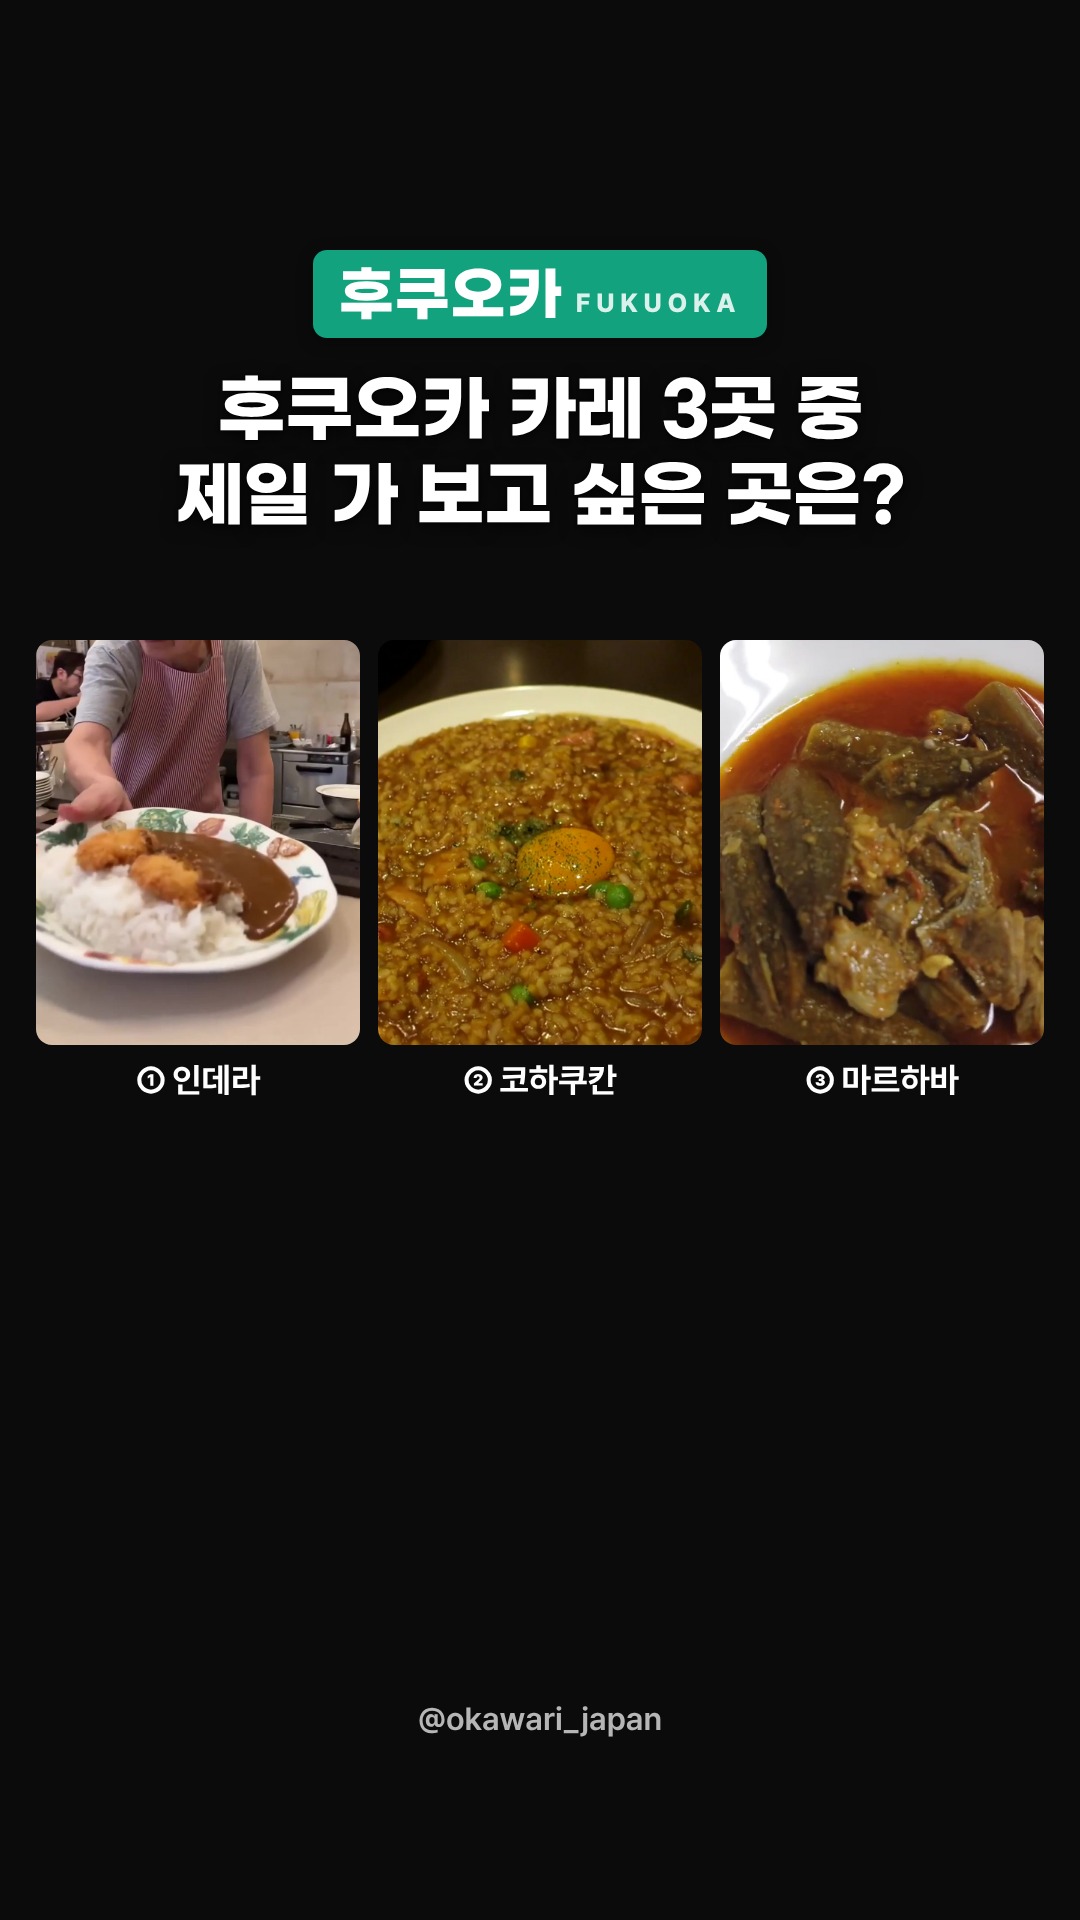 후쿠오카 FUKUOKA
후쿠오카 카레 3곳 중
제일 가 보고 싶은 곳은?
① 인데라
② 코하쿠칸
③ 마르하바
@okawari_japan